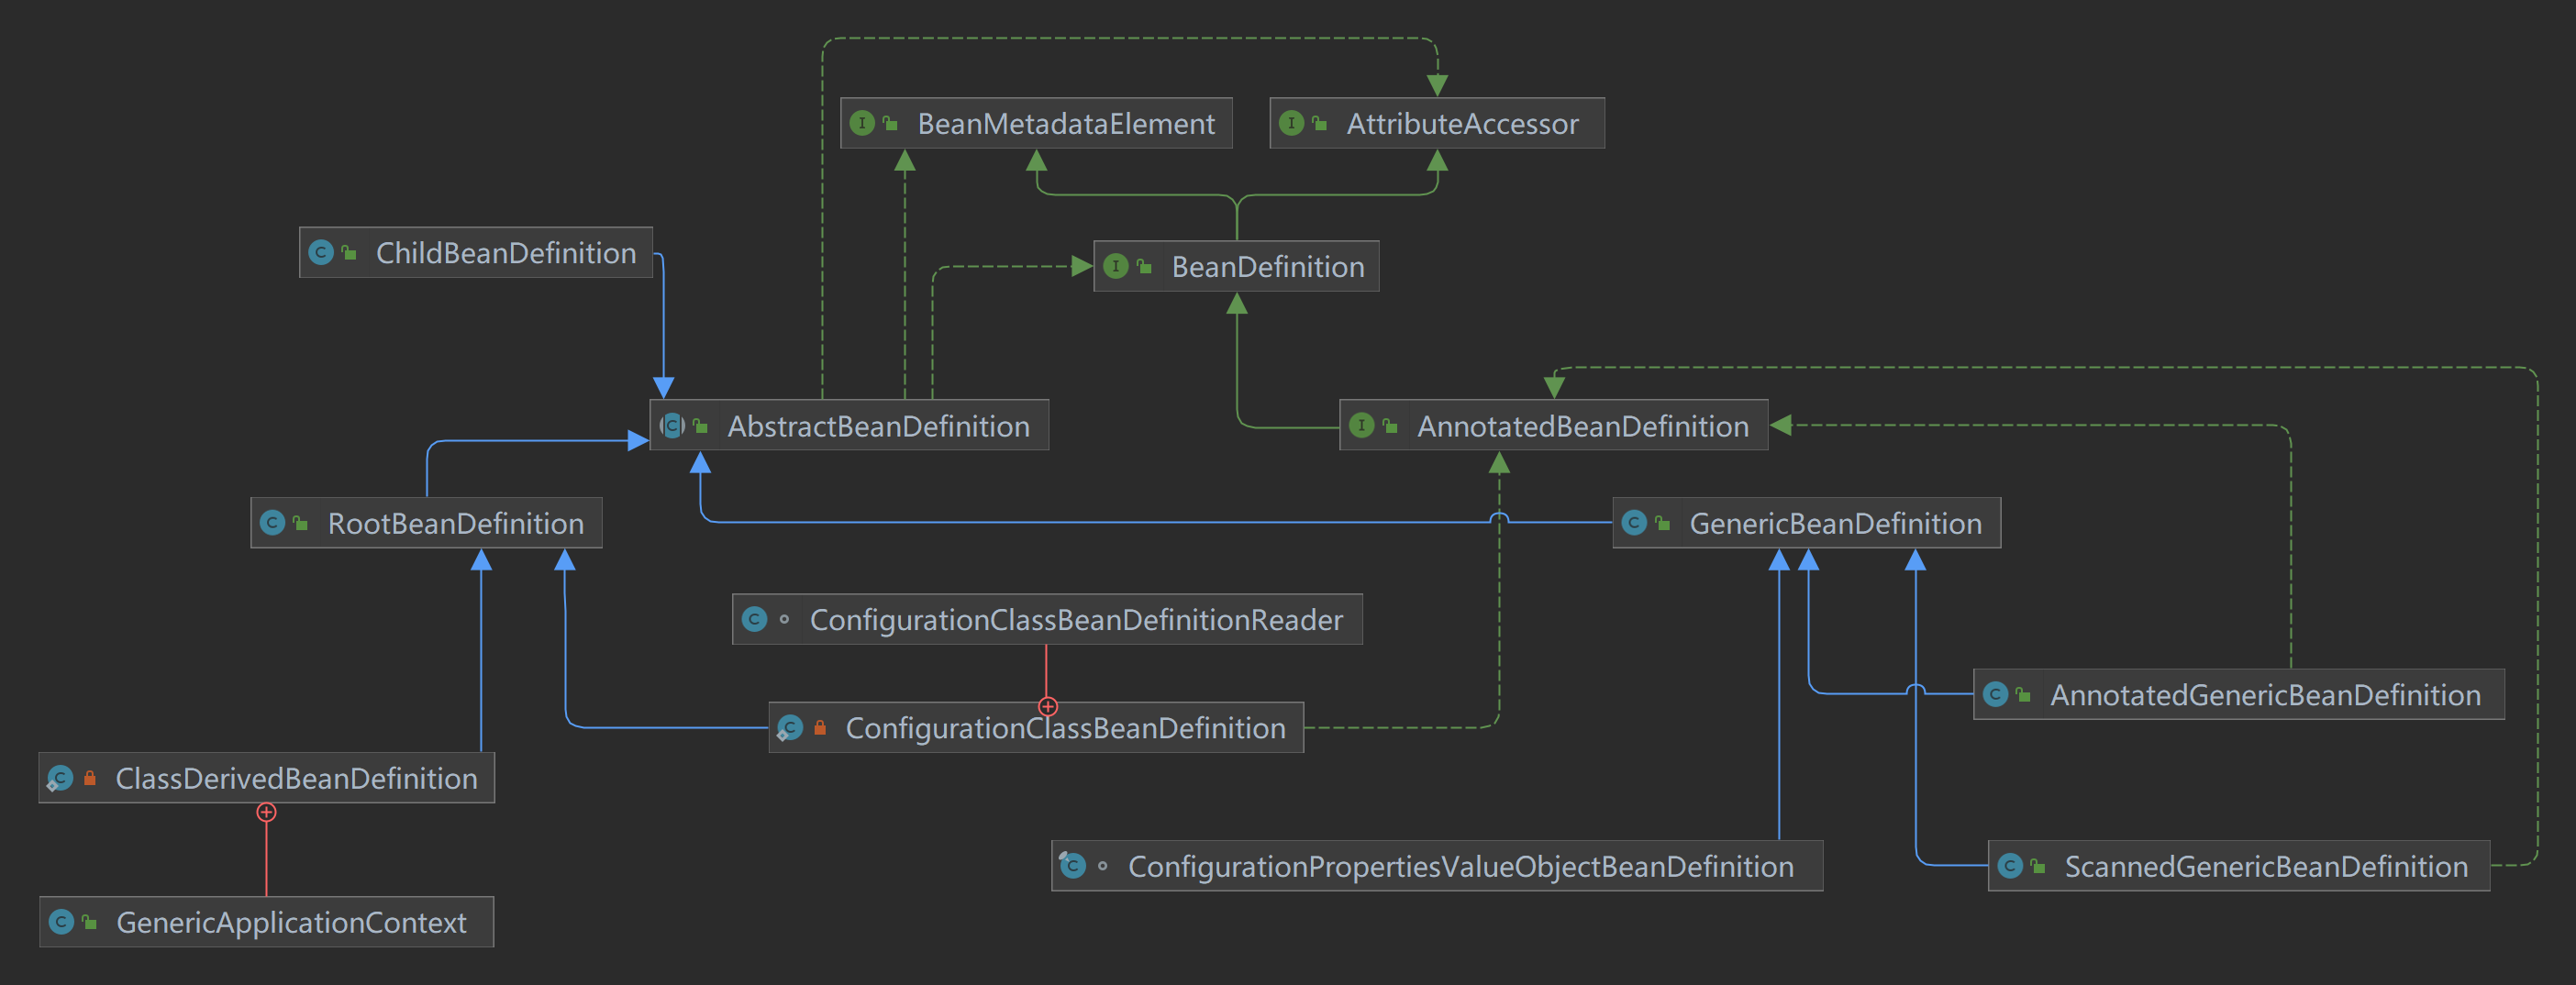 BeanMetadataElement
AttributeAccessor
ChildBeanDefinition
BeanDefinition
AbstractBeanDefinition
AnnotatedBeanDefinition
RootBeanDefinition
GenericBeanDefinition
ConfigurationClassBeanDefinitionReader
AnnotatedGenericBeanDefinition
ConfigurationClassBeanDefinition
ClassDerivedBeanDefinition
ConfigurationPropertiesValueObjectBeanDefinition
ScannedGenericBeanDefinition
GenericApplicationContext